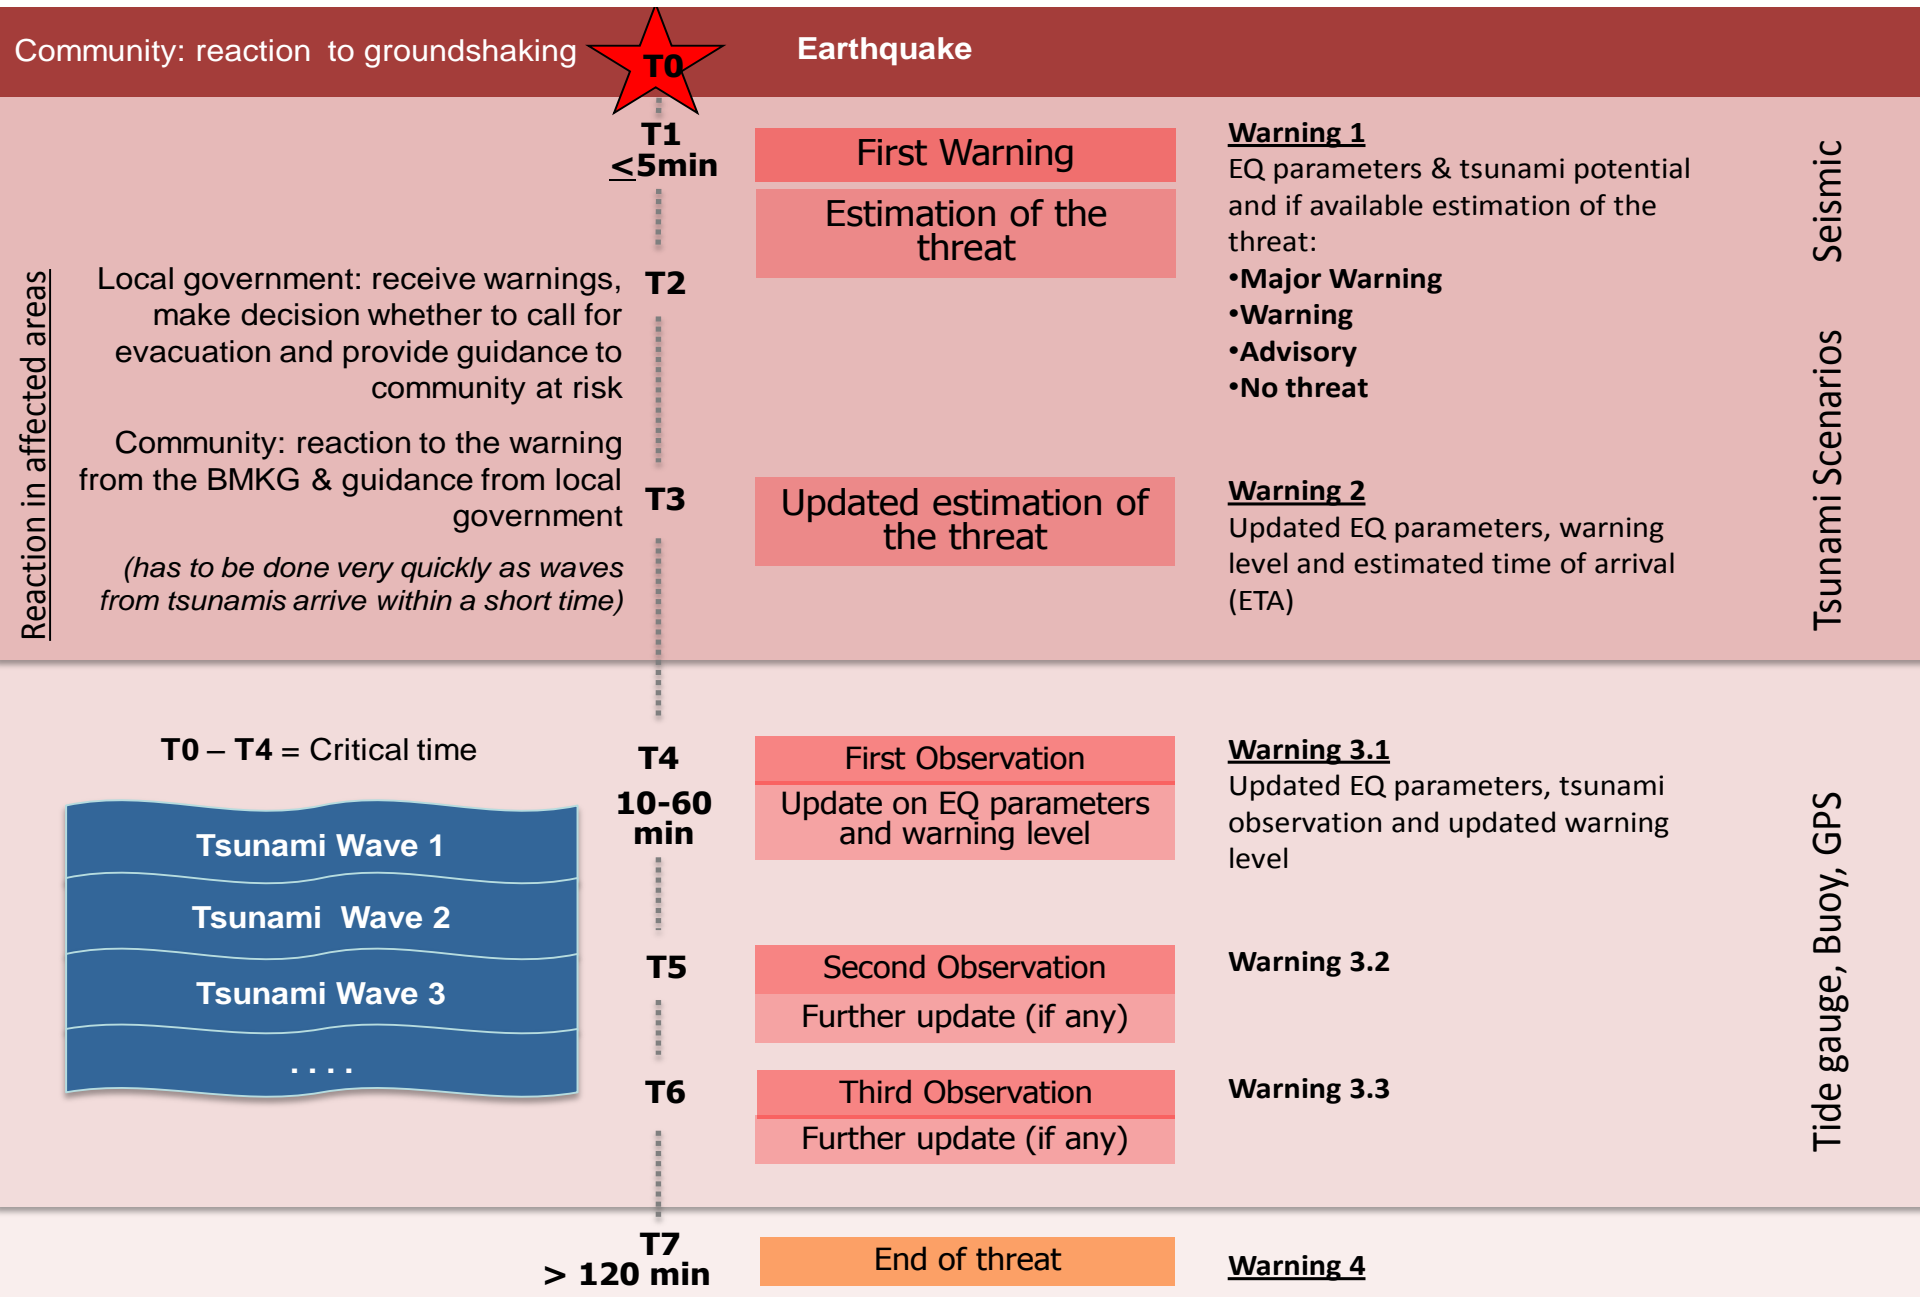 Community: reaction to groundshaking
T0
Earthquake
T1
≤5min
First Warning
Estimation of the
threat
Warning 1
EQ parameters & tsunami potential
and if available estimation of the
threat:
•Major Warning
•Warning
•Advisory
•No threat
Seismic
Reaction in affected areas
Local government: receive warnings,
make decision whether to call for
evacuation and provide guidance to
community at risk
T2
Community: reaction to the warning
from the BMKG & guidance from local
government
(has to be done very quickly as waves
from tsunamis arrive within a short time)
T3
Updated estimation of
the threat
Warning 2
Updated EQ parameters, warning
level and estimated time of arrival
(ETA)
Tsunami Scenarios
T0 – T4 = Critical time
Tsunami Wave 1
Tsunami Wave 2
Tsunami Wave 3
. . . .
T4
10-60
min
First Observation
Update on EQ parameters
and warning level
Warning 3.1
Updated EQ parameters, tsunami
observation and updated warning
level
T5
Second Observation
Further update (if any)
Warning 3.2
T6
Third Observation
Further update (if any)
Warning 3.3
Tide gauge, Buoy, GPS
T7
> 120 min
End of threat
Warning 4